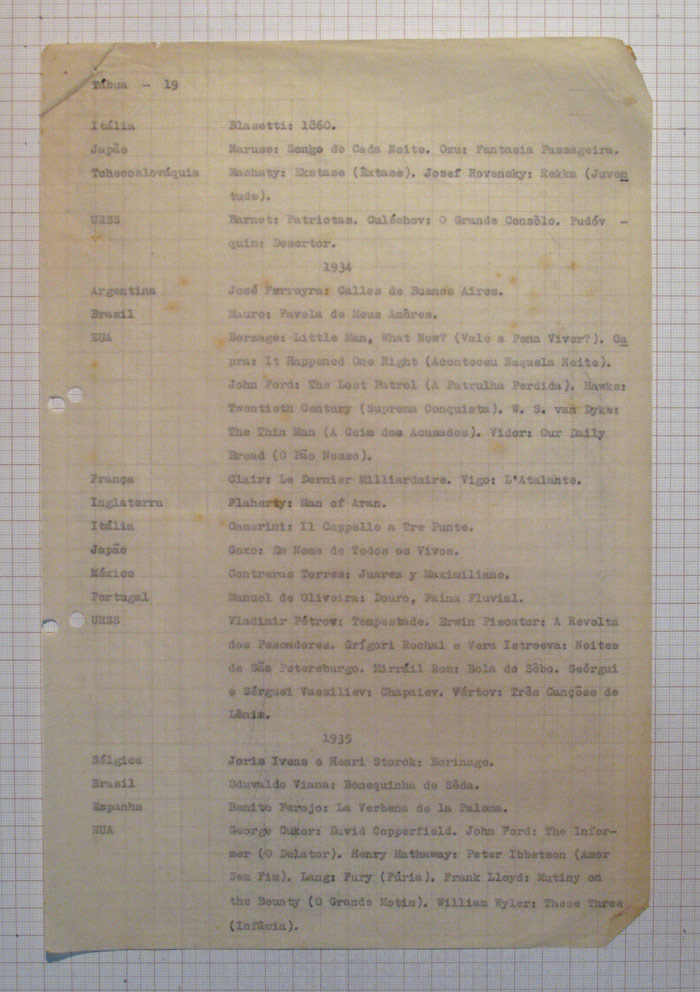 Tábua - 19
Itália Blasetti: 1860.
Japão Naruse: Sonho de Cada Noite. Ozu: Fantasia Passageira.
Tchecoslováquia Machaty: Ekstase (Êxtase). Josef Rovensky: Rekka (Juven
tude).
URSS Barnet: Patriotas. Culéchov: O Grande Consôlo. Pudóv -
quin: Desertor.
1934
Argentina José Ferreyra: Calles de Buenos Aires.
Brasil Mauro: Favela de Meus Amôres.
EUA Borzage: Little Man, What Now? (Vale a Pena Viver?). Ca
pra: It Happened One Night (Aconteceu Naquela Noite).
John Ford: The Lost Patrol (A Patrulha Perdida). Hawks:
Twentieth Century (Suprema Conquista). W. S. van Dyke:
The Thin Man (A Ceia dos Acusados). Vidor: Our Daily
Bread (O Pão Nosso).
França Clair: Le Dernier Milliardaire. Vigo: L'Atalante.
Inglaterra Flaherty: Man of Aran.
Itália Camerini: Il Cappello a Tre Punte.
Japão Goxo: Em Nome de Todos os Vivos.
México Contreras Torres: Juarez y Maximiliano.
Portugal Manuel de Oliveira: Douro, Faina Fluvial.
URSS Vladímir Pétrov: Tempestade. Erwin Piscator: A Revolta
dos Pescadores. Grígori Rochal e Vera Istroeva: Noites
de São Petersburgo. Mirráil Rom: Bola de Sêbo. Geórgui
e Sérguei Vassiliev: Chapaiev. Vértov: Três Canções de
Lênin.
1935
Bélgica Joris Ivens e Henri Storck: Borinage.
Brasil Oduvaldo Viana: Bonequinha de Sêda.
Espanha Benito Perojo: La Verbena de la Paloma.
EUA George Cukor: David Copperfield. John Ford: The Infor-
mer (O Delator). Henry Hathaway: Peter Ibbetson (Amor
Sem Fim). Lang: Fury (Fúria). Frank Lloyd: Mutiny on
the Bounty (O Grande Motim). William Wyler: These Three
(Infâmia).